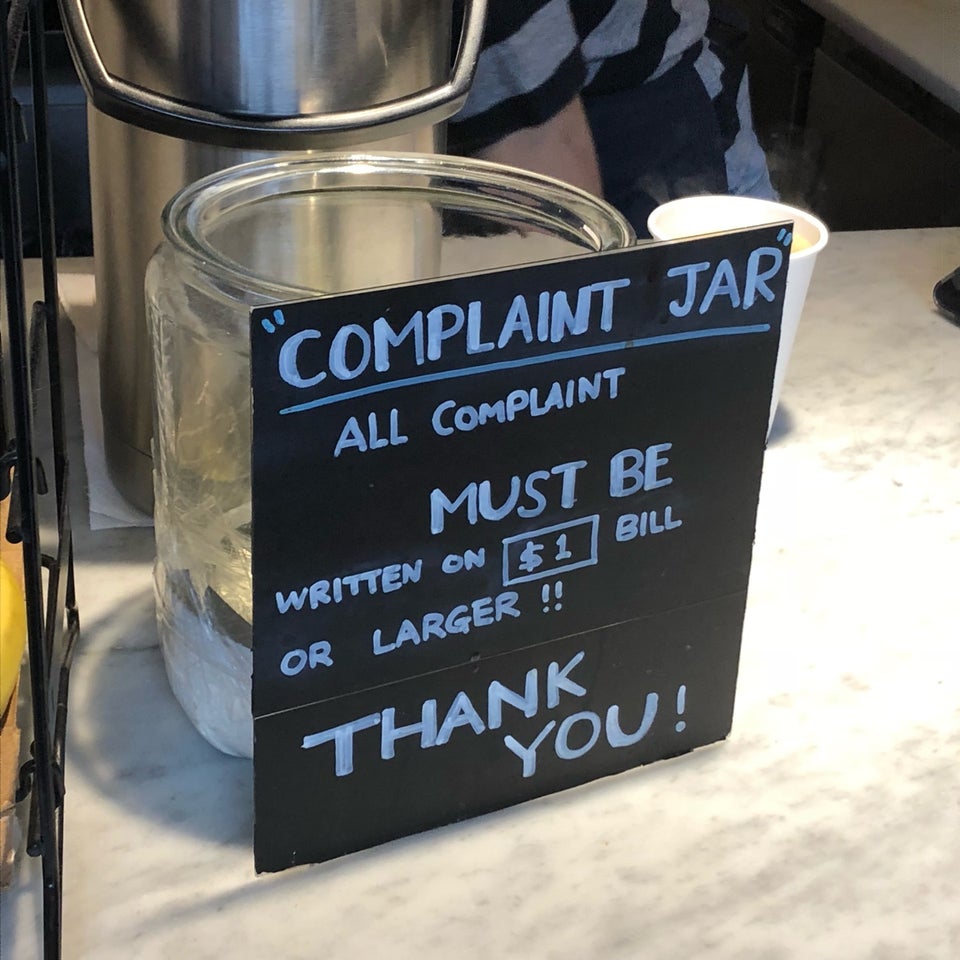 "COMPLAINT JAR"
ALL COMPLAINT
MUST BE
WRITTEN ON $1 BILL
OR LARGER !!
THANK
YOU!